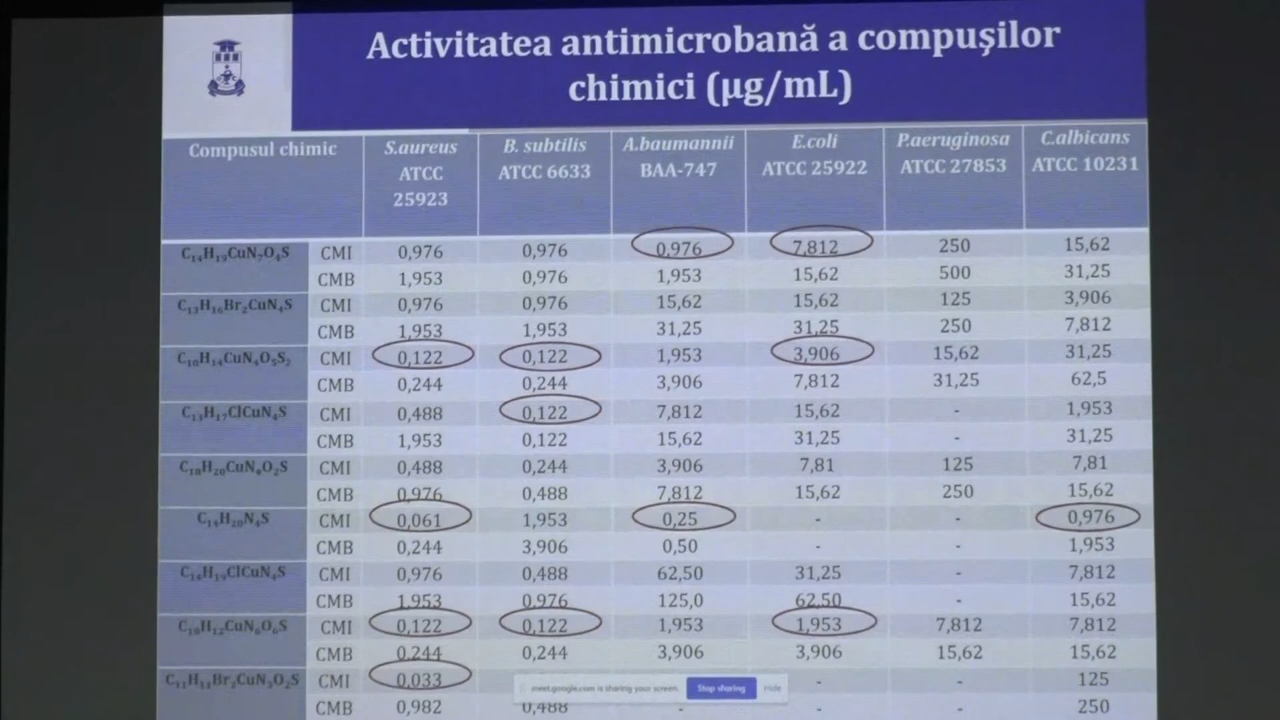 Activitatea antimicrobană a compușilor
chimici (µg/mL)
Compusul chimic S.aureus ATCC 25923 B. subtilis ATCC 6633 A.baumannii BAA-747 E.coli ATCC 25922 P.aeruginosa ATCC 27853 C.albicans ATCC 10231
C₁₄H₁₉CuN₇O₄S CMI 0,976 0,976 0,976 7,812 250 15,62
CMB 1,953 0,976 1,953 15,62 500 31,25
C₁₃H₁₆Br₂CuN₄S CMI 0,976 0,976 15,62 15,62 125 3,906
CMB 1,953 1,953 31,25 31,25 250 7,812
C₁₀H₁₄CuN₄O₅S₂ CMI 0,122 0,122 1,953 3,906 15,62 31,25
CMB 0,244 0,244 3,906 7,812 31,25 62,5
C₁₃H₁₇ClCuN₄S CMI 0,488 0,122 7,812 15,62 - 1,953
CMB 1,953 0,122 15,62 31,25 - 31,25
C₁₈H₂₀CuN₄O₂S CMI 0,488 0,244 3,906 7,81 125 7,81
CMB 0,976 0,488 7,812 15,62 250 15,62
C₁₄H₂₀N₄S CMI 0,061 1,953 0,25 - - 0,976
CMB 0,244 3,906 0,50 - - 1,953
C₁₄H₁₉ClCuN₄S CMI 0,976 0,488 62,50 31,25 - 7,812
CMB 1,953 0,976 125,0 62,50 - 15,62
CMI 0,122 0,122 1,953 1,953 7,812 7,812
CMB 0,244 0,244 3,906 3,906 15,62 15,62
CMI 0,033 - - 125
CMB 0,982 0,488 - - - 250
meet.google.com is sharing your screen. Stop sharing Hide